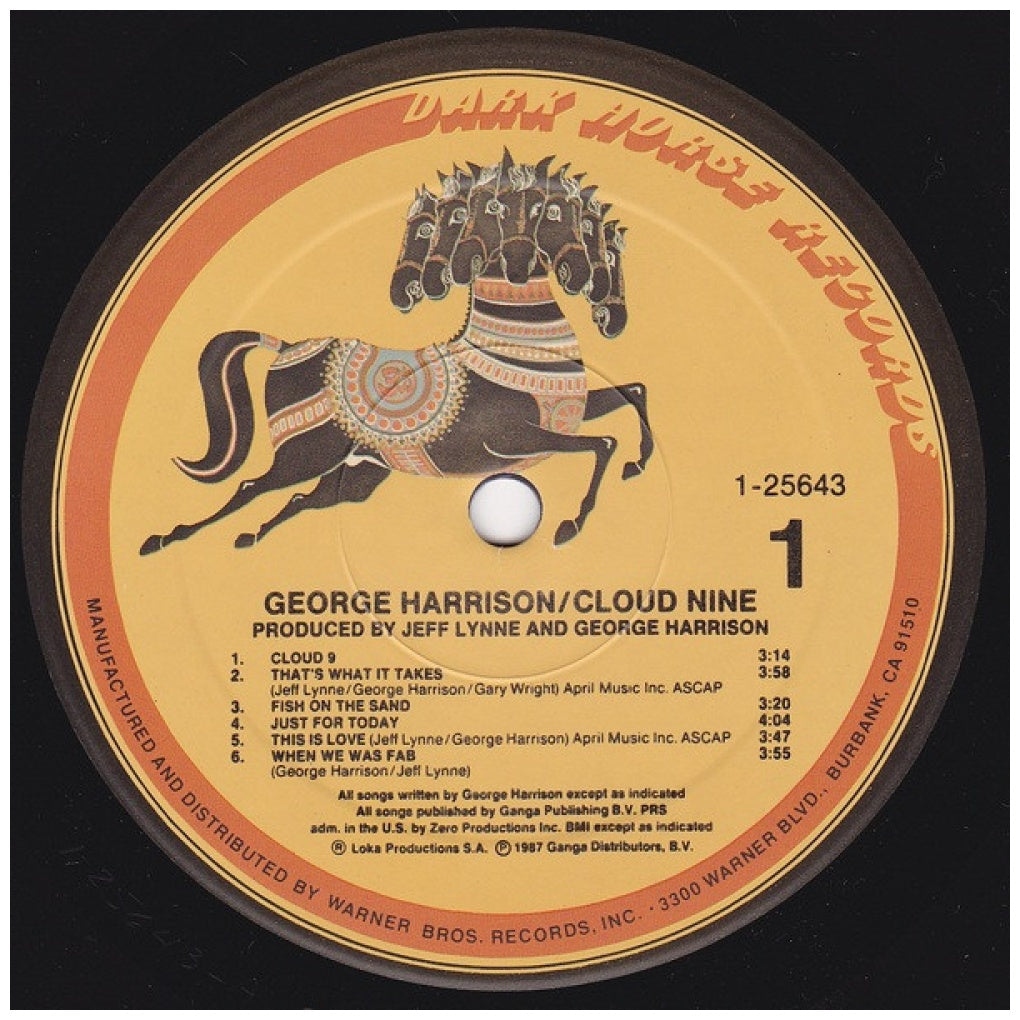 DARK HORSE RECORDS
1-25643
1
GEORGE HARRISON/CLOUD NINE
PRODUCED BY JEFF LYNNE AND GEORGE HARRISON
1. CLOUD 9 3:14
2. THAT'S WHAT IT TAKES 3:58
(Jeff Lynne/George Harrison/Gary Wright) April Music Inc. ASCAP
3. FISH ON THE SAND 3:20
4. JUST FOR TODAY 4:04
5. THIS IS LOVE (Jeff Lynne/George Harrison) April Music Inc. ASCAP 3:47
6. WHEN WE WAS FAB 3:55
(George Harrison/Jeff Lynne)
All songs written by George Harrison except as indicated
All songs published by Ganga Publishing B.V. PRS
adm. in the U.S. by Zero Productions Inc. BMI except as indicated
® Loka Productions S.A. ℗ 1987 Ganga Distributors, B.V.
MANUFACTURED AND DISTRIBUTED BY WARNER BROS. RECORDS, INC. · 3300 WARNER BLVD., BURBANK, CA 91510